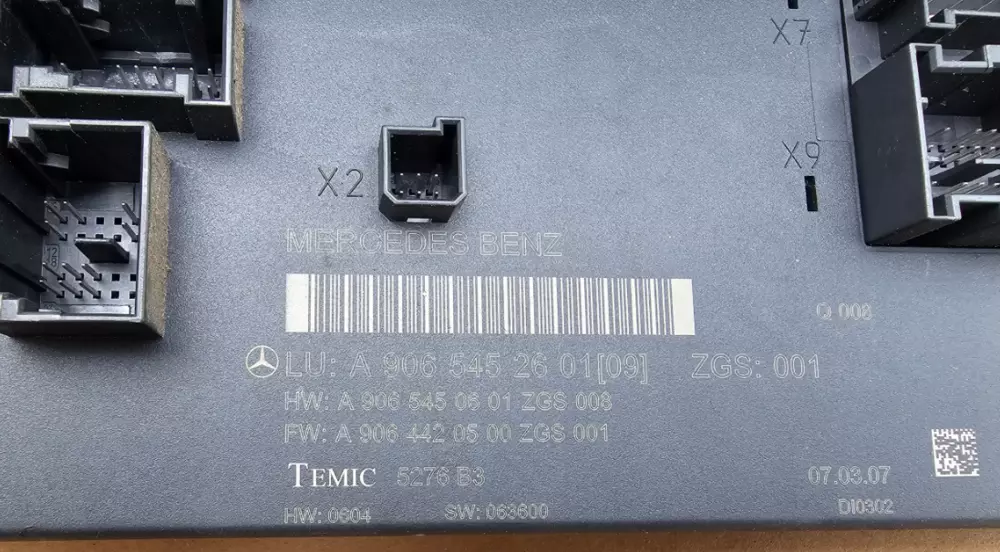 X7
X9
X2
MERCEDES BENZ
Q 008
LU: A 906 545 26 01[09] ZGS: 001
HW: A 906 545 06 01 ZGS 008
FW: A 906 442 05 00 ZGS 001
TEMIC 5276 B3 07.03.07
HW: 0604 SW: 063600 DI0302